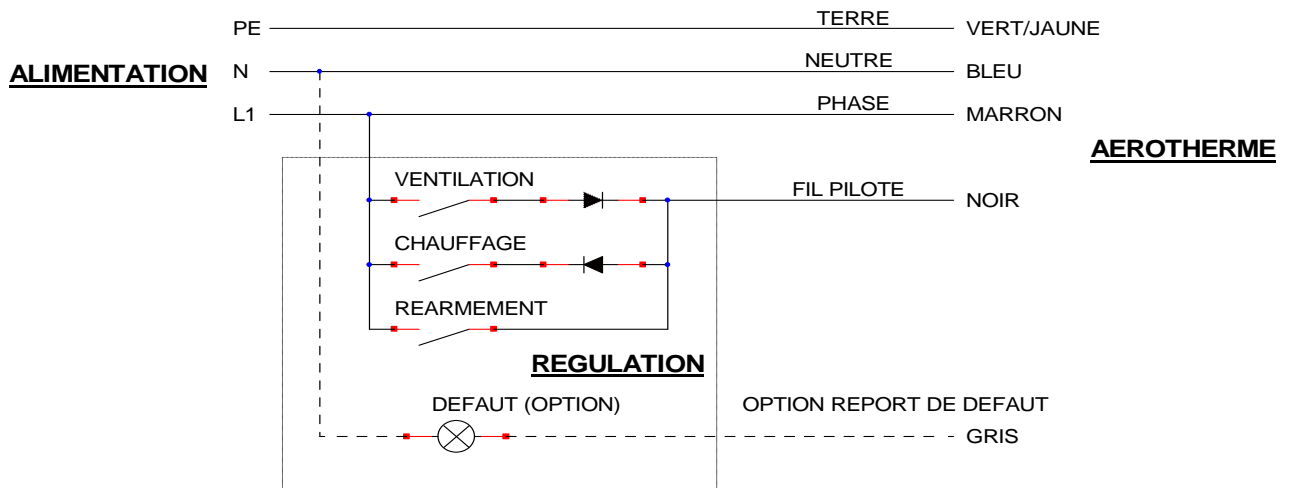 PE
TERRE
VERT/JAUNE
ALIMENTATION
N
NEUTRE
BLEU
L1
PHASE
MARRON
AEROTHERME
VENTILATION
FIL PILOTE
NOIR
CHAUFFAGE
REARMEMENT
REGULATION
DEFAUT (OPTION)
OPTION REPORT DE DEFAUT
GRIS